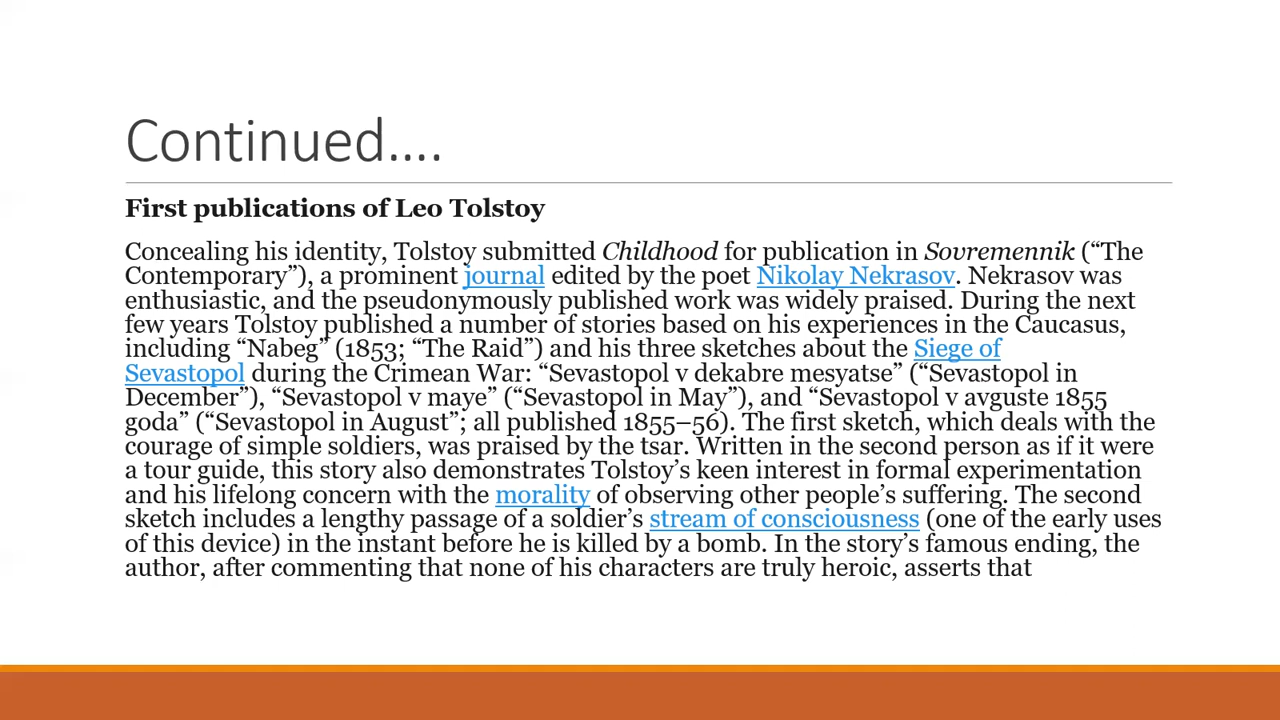 Continued….
First publications of Leo Tolstoy
Concealing his identity, Tolstoy submitted Childhood for publication in Sovremennik (“The
Contemporary”), a prominent journal edited by the poet Nikolay Nekrasov. Nekrasov was
enthusiastic, and the pseudonymously published work was widely praised. During the next
few years Tolstoy published a number of stories based on his experiences in the Caucasus,
including “Nabeg” (1853; “The Raid”) and his three sketches about the Siege of
Sevastopol during the Crimean War: “Sevastopol v dekabre mesyatse” (“Sevastopol in
December”), “Sevastopol v maye” (“Sevastopol in May”), and “Sevastopol v avguste 1855
goda” (“Sevastopol in August”; all published 1855–56). The first sketch, which deals with the
courage of simple soldiers, was praised by the tsar. Written in the second person as if it were
a tour guide, this story also demonstrates Tolstoy’s keen interest in formal experimentation
and his lifelong concern with the morality of observing other people’s suffering. The second
sketch includes a lengthy passage of a soldier’s stream of consciousness (one of the early uses
of this device) in the instant before he is killed by a bomb. In the story’s famous ending, the
author, after commenting that none of his characters are truly heroic, asserts that